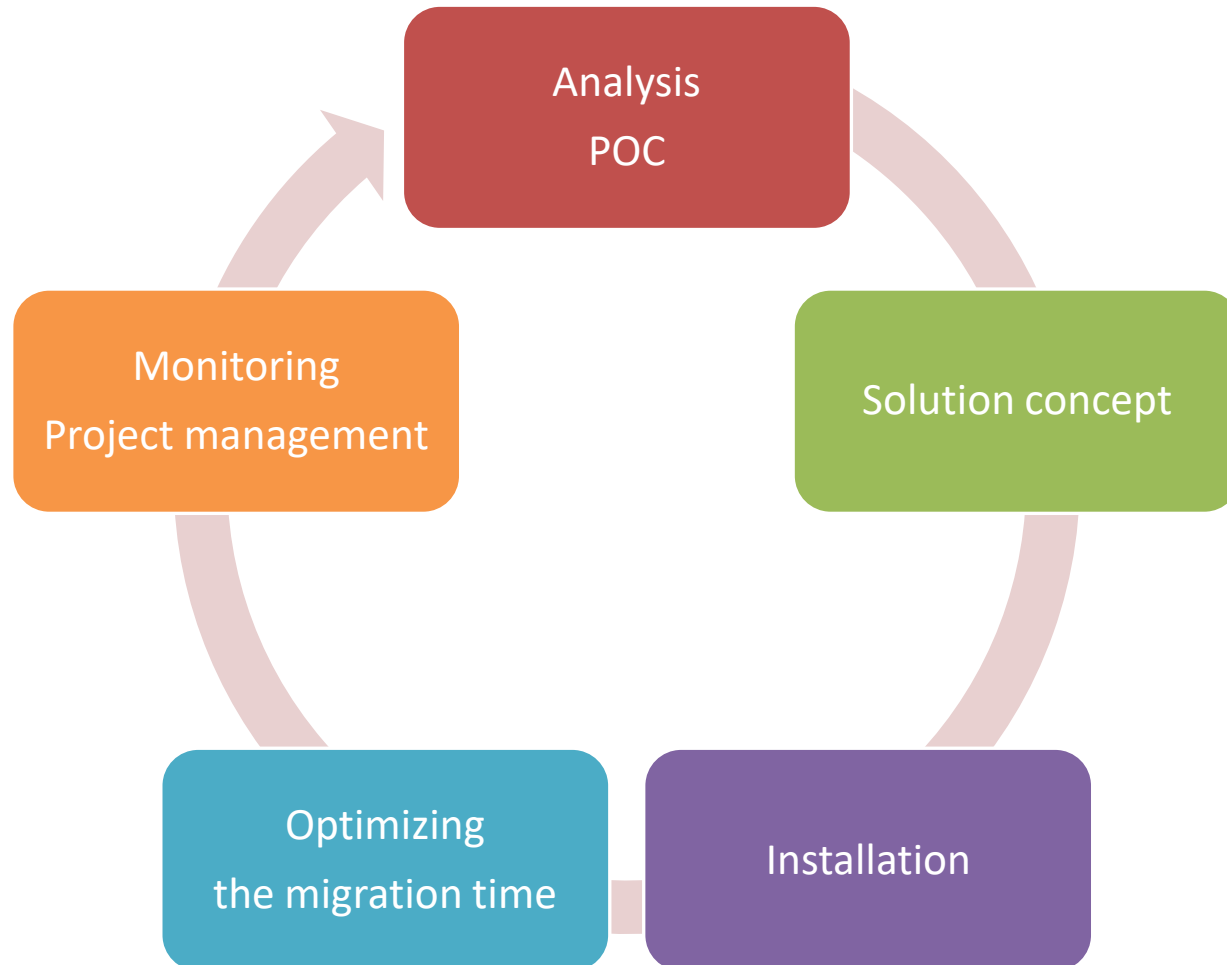 Analysis
POC
Solution concept
Installation
Optimizing
the migration time
Monitoring
Project management